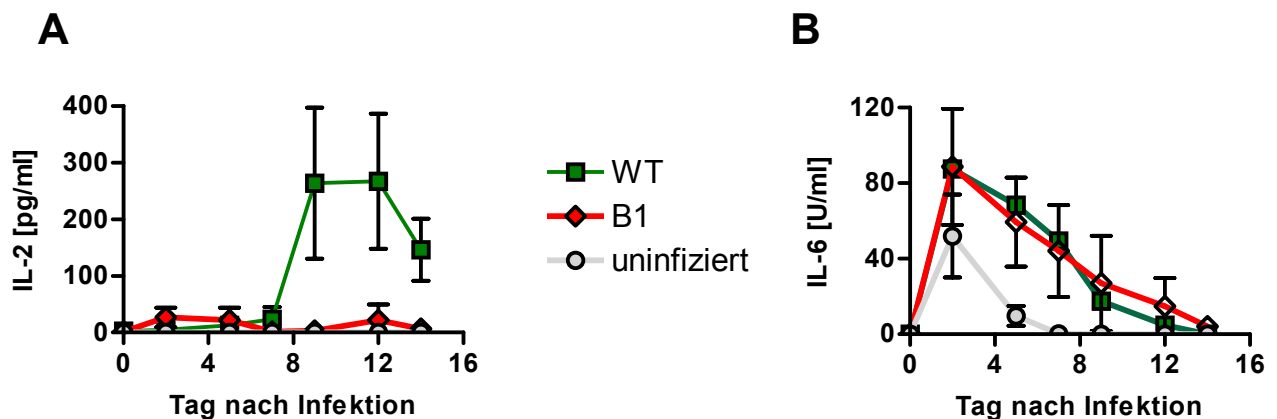 A
IL-2 [pg/ml]
400
300
200
100
0
0 4 8 12 16
Tag nach Infektion
WT
B1
uninfiziert
B
IL-6 [U/ml]
120
80
40
0
0 4 8 12 16
Tag nach Infektion